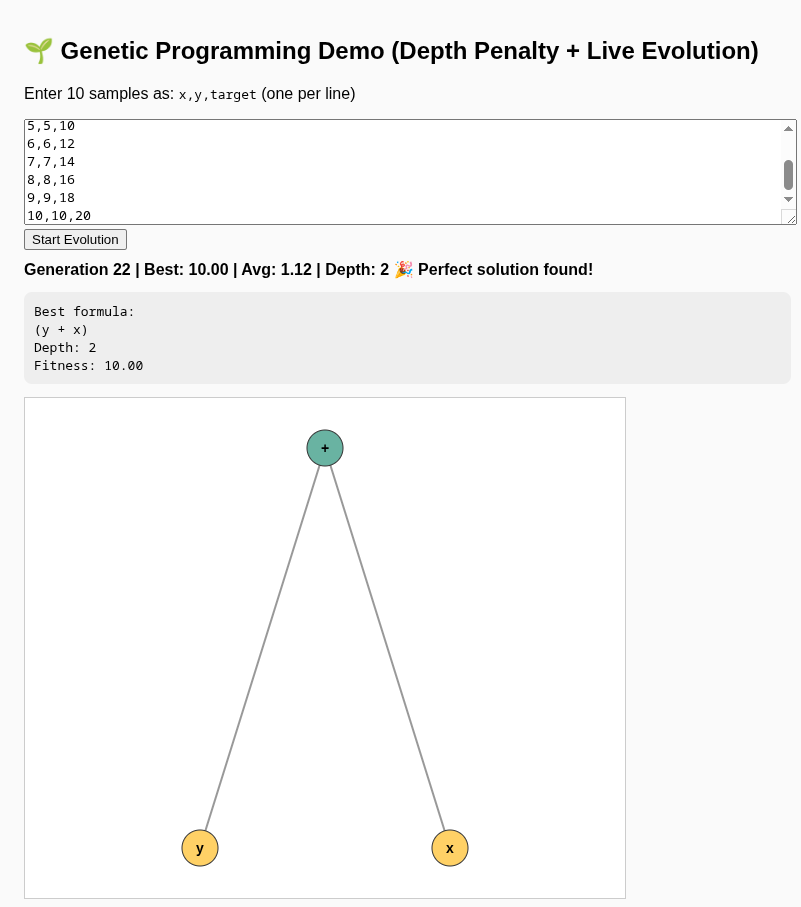 🌱 Genetic Programming Demo (Depth Penalty + Live Evolution)
Enter 10 samples as: x,y,target (one per line)
5,5,10
6,6,12
7,7,14
8,8,16
9,9,18
10,10,20
Start Evolution
Generation 22 | Best: 10.00 | Avg: 1.12 | Depth: 2 🎉 Perfect solution found!
Best formula:
(y + x)
Depth: 2
Fitness: 10.00
+
y x